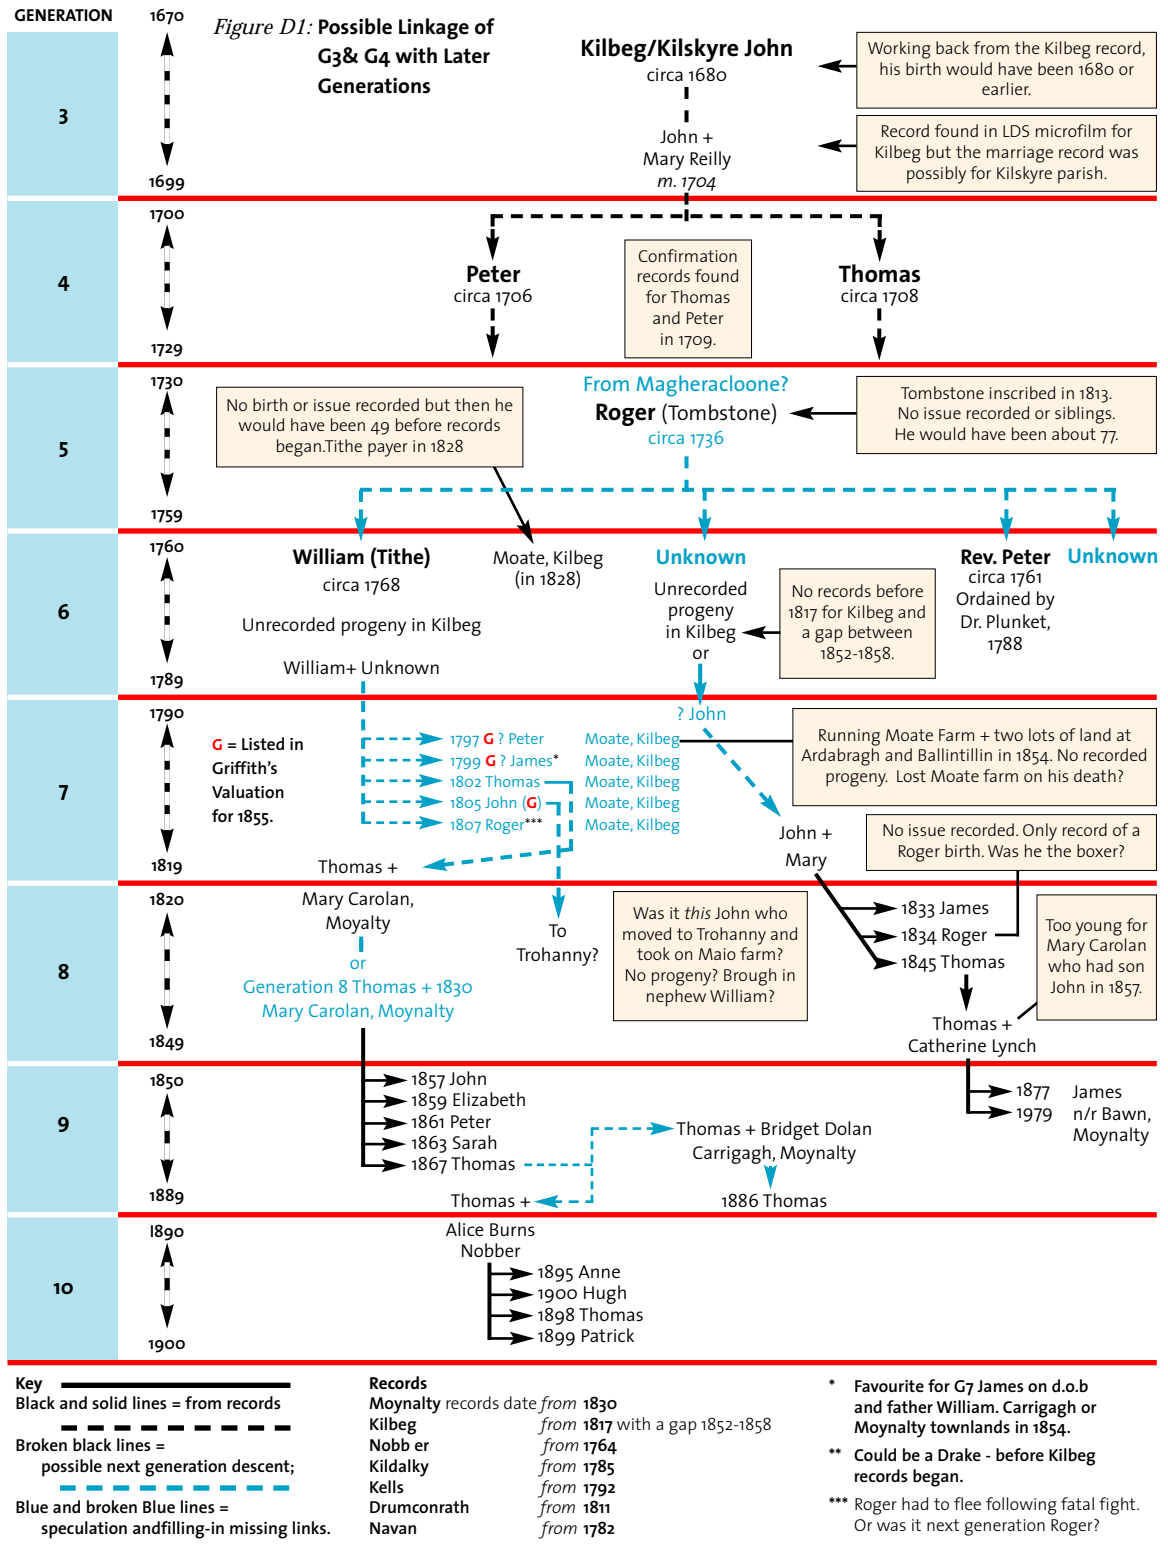 GENERATION
1670
Figure D1: Possible Linkage of
G3& G4 with Later
Generations
Kilbeg/Kilskyre John
circa 1680
Working back from the Kilbeg record,
his birth would have been 1680 or
earlier.
3
John +
Mary Reilly
m. 1704
Record found in LDS microfilm for
Kilbeg but the marriage record was
possibly for Kilskyre parish.
1699
1700
4
Peter
circa 1706
Confirmation
records found
for Thomas
and Peter
in 1709.
Thomas
circa 1708
1729
1730
From Magheracloone?
Roger (Tombstone)
circa 1736
Tombstone inscribed in 1813.
No issue recorded or siblings.
He would have been about 77.
No birth or issue recorded but then he
would have been 49 before records
began.Tithe payer in 1828
5
1759
1760
William (Tithe)
circa 1768
Unrecorded progeny in Kilbeg
William+ Unknown
Moate, Kilbeg
(in 1828)
Unknown
Unrecorded
progeny
in Kilbeg
or
No records before
1817 for Kilbeg and
a gap between
1852-1858.
Rev. Peter
circa 1761
Ordained by
Dr. Plunket,
1788
Unknown
6
1789
1790
? John
G = Listed in
Griffith's
Valuation
for 1855.
1797 G ? Peter Moate, Kilbeg
1799 G ? James* Moate, Kilbeg
1802 Thomas Moate, Kilbeg
1805 John (G) Moate, Kilbeg
1807 Roger*** Moate, Kilbeg
Running Moate Farm + two lots of land at
Ardabragh and Ballintillin in 1854. No recorded
progeny. Lost Moate farm on his death?
7
John +
Mary
No issue recorded. Only record of a
Roger birth. Was he the boxer?
1819
Thomas +
1820
Mary Carolan,
Moyalty
or
Generation 8 Thomas + 1830
Mary Carolan, Moynalty
To
Trohanny?
Was it this John who
moved to Trohanny and
took on Maio farm?
No progeny? Brough in
nephew William?
1833 James
1834 Roger
1845 Thomas
Too young for
Mary Carolan
who had son
John in 1857.
8
Thomas +
Catherine Lynch
1849
1850
1857 John
1859 Elizabeth
1861 Peter
1863 Sarah
1867 Thomas
9
Thomas + Bridget Dolan
Carrigagh, Moynalty
1877 James
1979 n/r Bawn,
Moynalty
1889
Thomas +
1886 Thomas
1890
Alice Burns
Nobber
10
1895 Anne
1900 Hugh
1898 Thomas
1899 Patrick
1900
Key
Black and solid lines = from records
Broken black lines =
possible next generation descent;
Blue and broken Blue lines =
speculation andfilling-in missing links.
Records
Moynalty records date from 1830
Kilbeg from 1817 with a gap 1852-1858
Nobb er from 1764
Kildalky from 1785
Kells from 1792
Drumconrath from 1811
Navan from 1782
* Favourite for G7 James on d.o.b
and father William. Carrigagh or
Moynalty townlands in 1854.
** Could be a Drake - before Kilbeg
records began.
*** Roger had to flee following fatal fight.
Or was it next generation Roger?